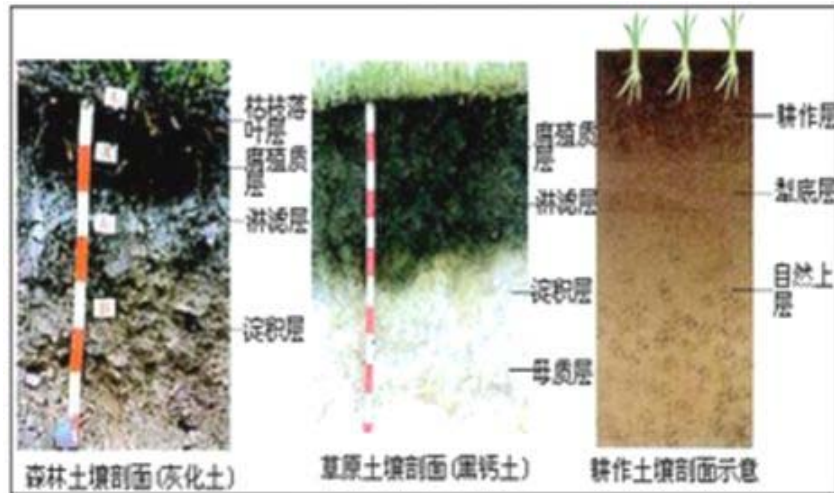 枯枝落
叶层
腐殖质
层
淋滤层
淀积层
森林土壤剖面(灰化土)
腐殖质
层
淋滤层
淀积层
母质层
草原土壤剖面(黑钙土)
耕作层
犁底层
自然上
层
耕作土壤剖面示意